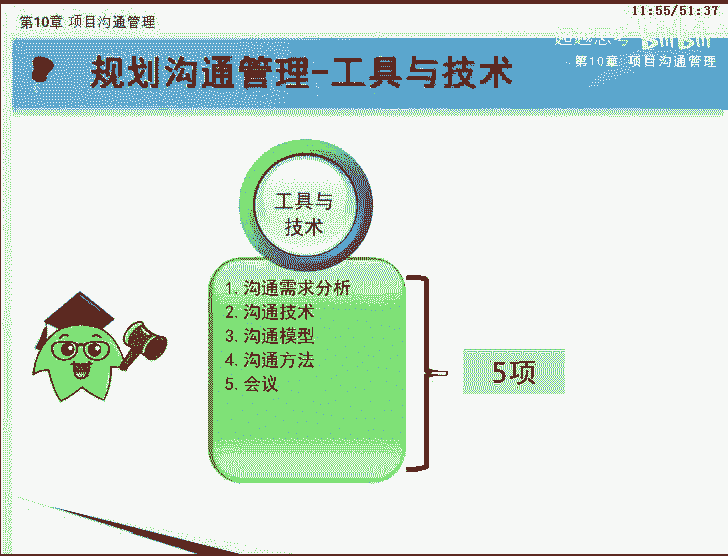 第10章 项目沟通管理
11:55/51:37
bilibili
第10章 项目沟通管理
规划沟通管理-工具与技术
工具与
技术
1. 沟通需求分析
2. 沟通技术
3. 沟通模型
4. 沟通方法
5. 会议
5项